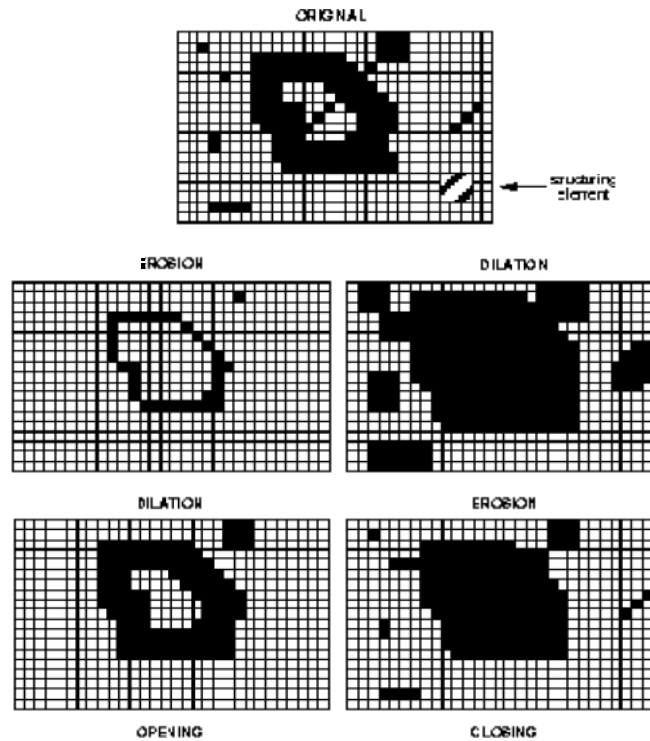 ORIGNAL
structuring
element
EROSION
DILATION
DILATION
EROSION
OPENING
CLOSING